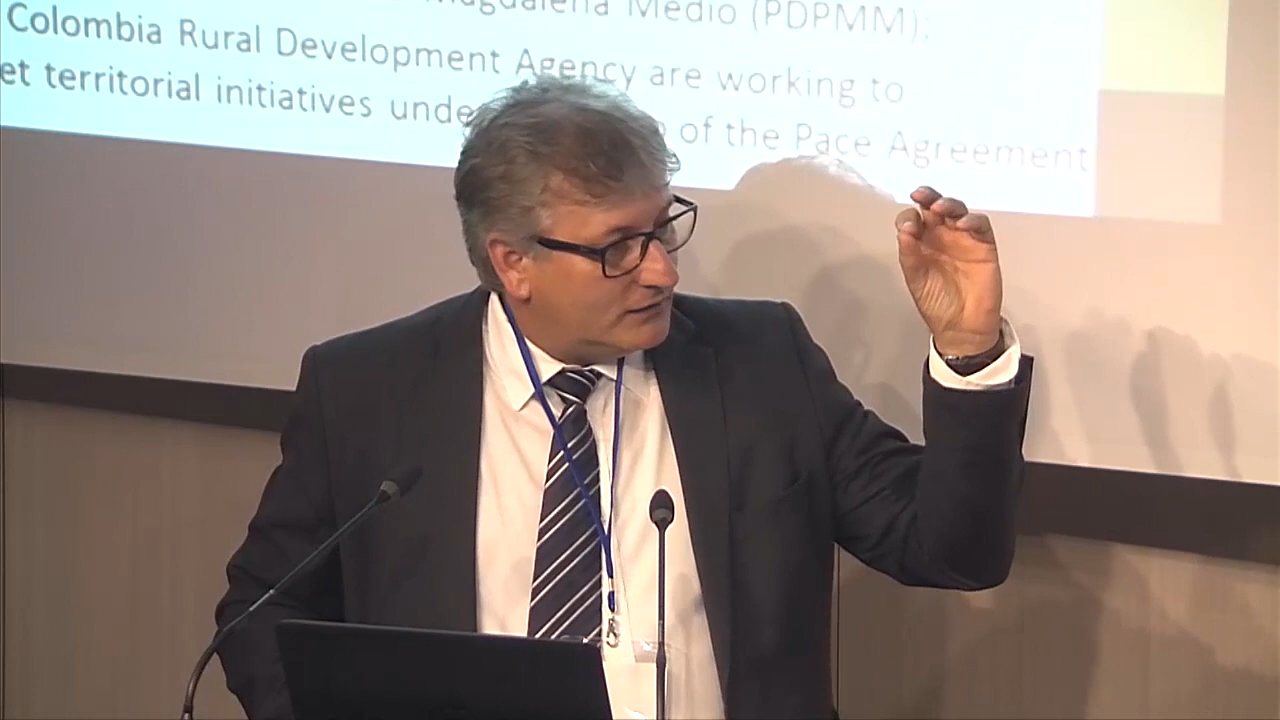 Magdalena Medio (PDPMM);
Colombia Rural Development Agency are working to
et territorial initiatives unde of the Pace Agreement